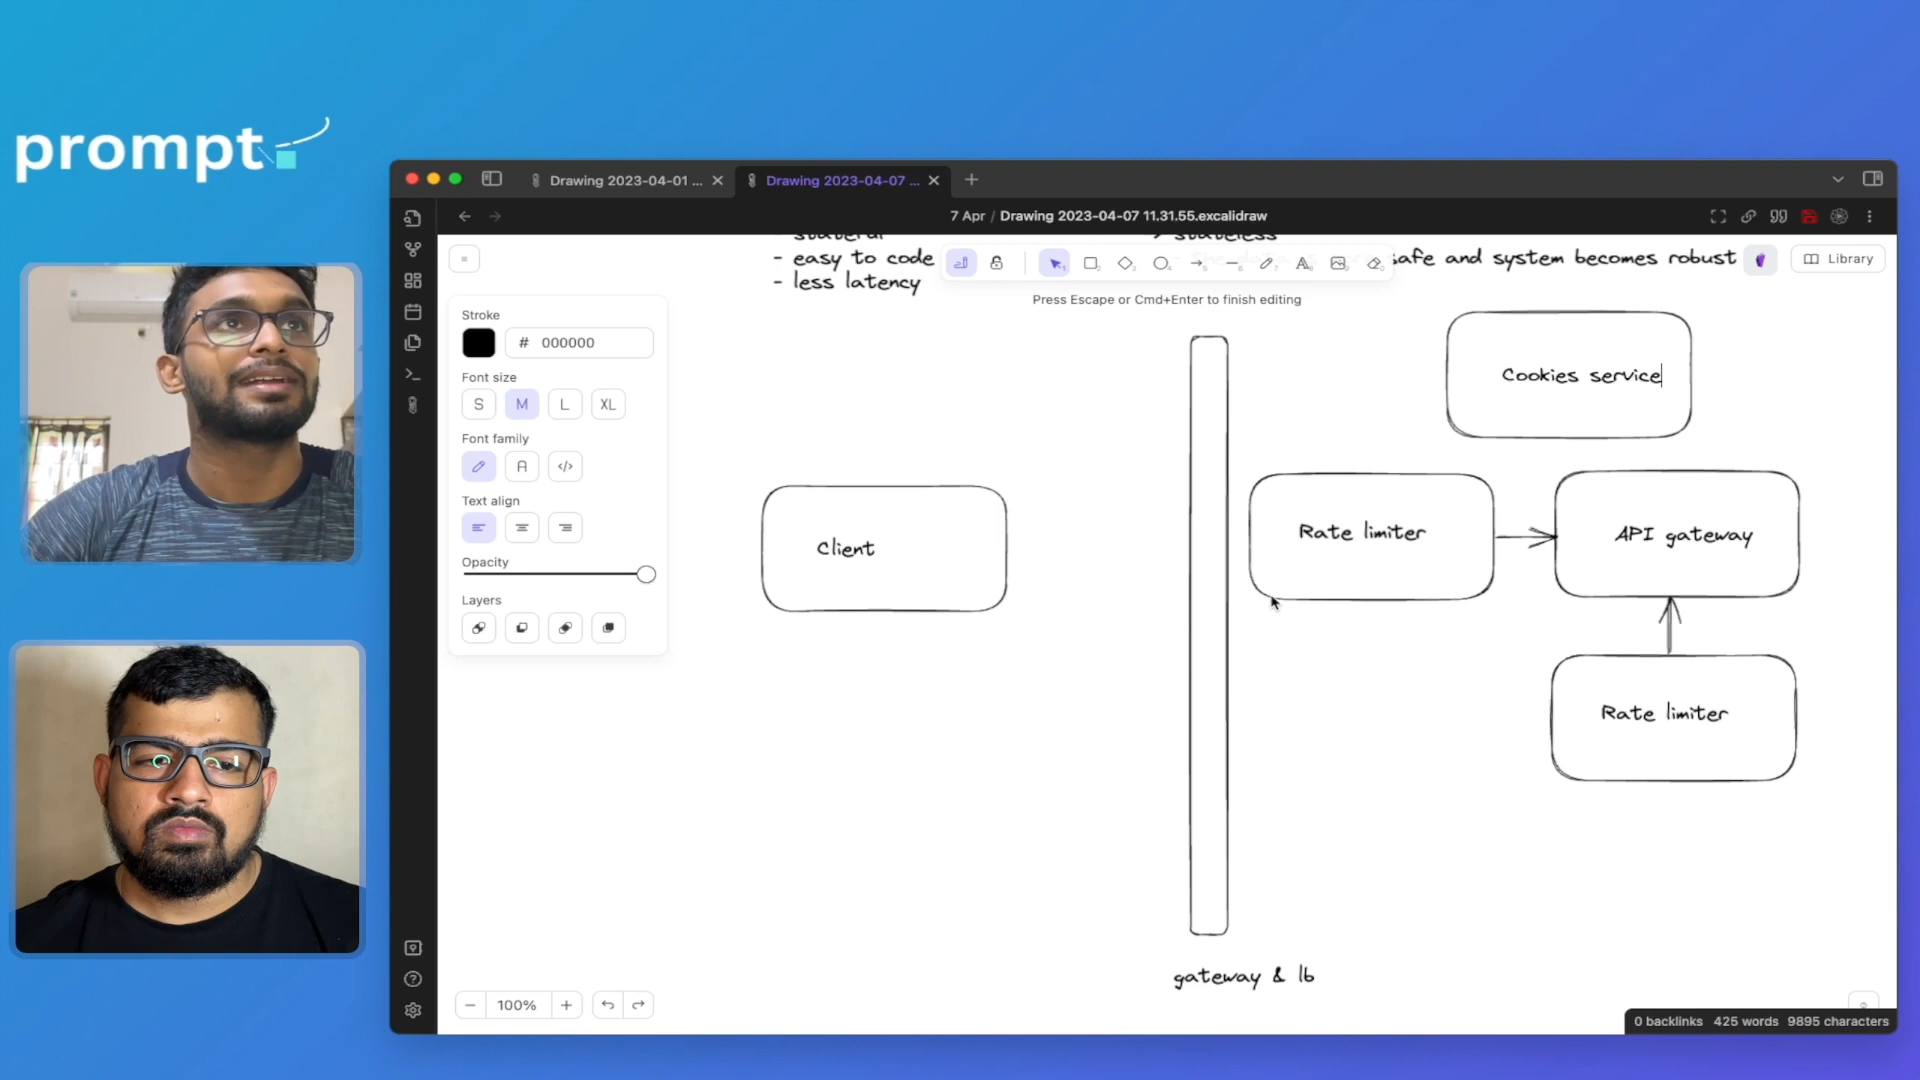 prompt.
Drawing 2023-04-01 ...
Drawing 2023-04-07 ...
7 Apr / Drawing 2023-04-07 11.31.55.excalidraw
stateless
- easy to code
safe and system becomes robust
Library
- less latency
Press Escape or Cmd+Enter to finish editing
Stroke
# 000000
Font size
S M L XL
Font family
A </>
Text align
Opacity
Layers
Cookies service
Client
Rate limiter
API gateway
Rate limiter
gateway & lb
100%
0 backlinks 425 words 9895 characters